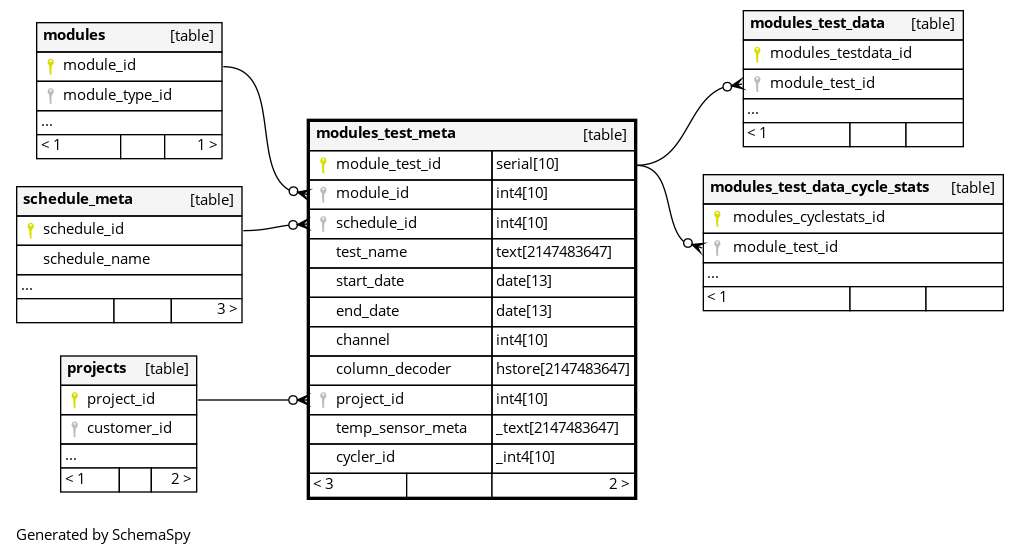 modules [table]
module_id
module_type_id
...
< 1 1 >
schedule_meta [table]
schedule_id
schedule_name
...
3 >
projects [table]
project_id
customer_id
...
< 1 2 >
modules_test_meta [table]
module_test_id serial[10]
module_id int4[10]
schedule_id int4[10]
test_name text[2147483647]
start_date date[13]
end_date date[13]
channel int4[10]
column_decoder hstore[2147483647]
project_id int4[10]
temp_sensor_meta _text[2147483647]
cycler_id _int4[10]
< 3 2 >
modules_test_data [table]
modules_testdata_id
module_test_id
...
< 1
modules_test_data_cycle_stats [table]
modules_cyclestats_id
module_test_id
...
< 1
Generated by SchemaSpy